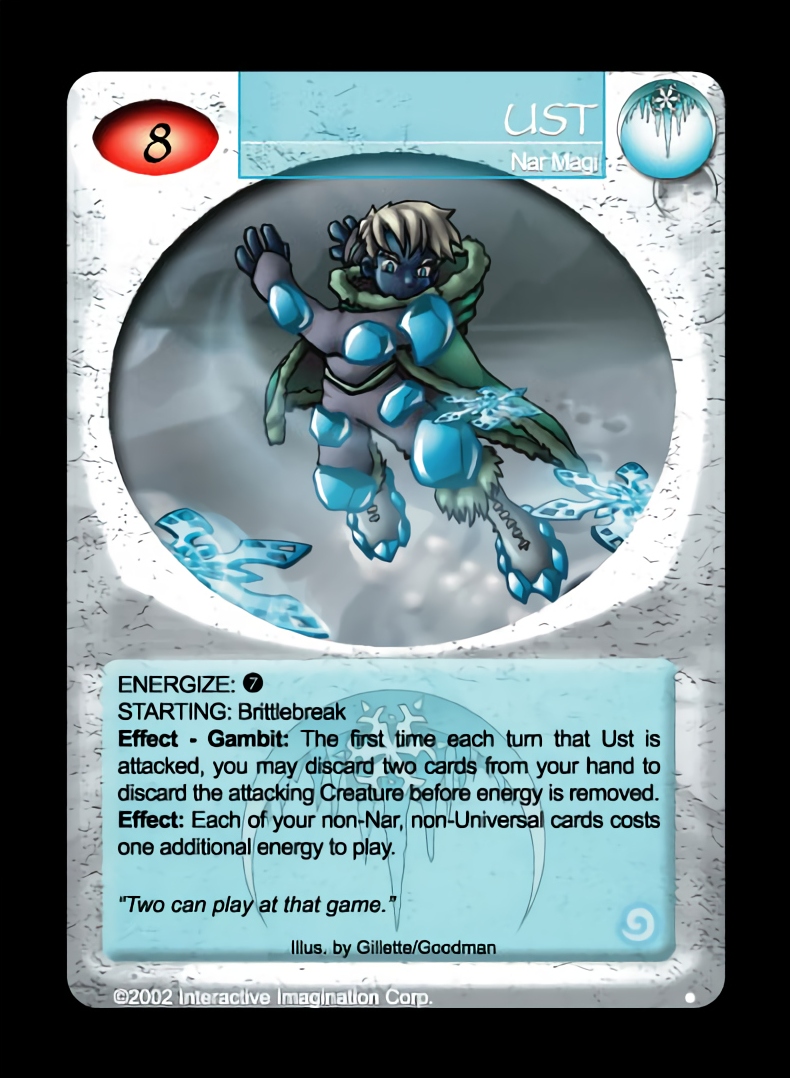 8
UST
Nar Magi
ENERGIZE: 7
STARTING: Brittlebreak
Effect - Gambit: The first time each turn that Ust is
attacked, you may discard two cards from your hand to
discard the attacking Creature before energy is removed.
Effect: Each of your non-Nar, non-Universal cards costs
one additional energy to play.
"Two can play at that game."
Illus. by Gillette/Goodman
©2002 Interactive Imagination Corp.